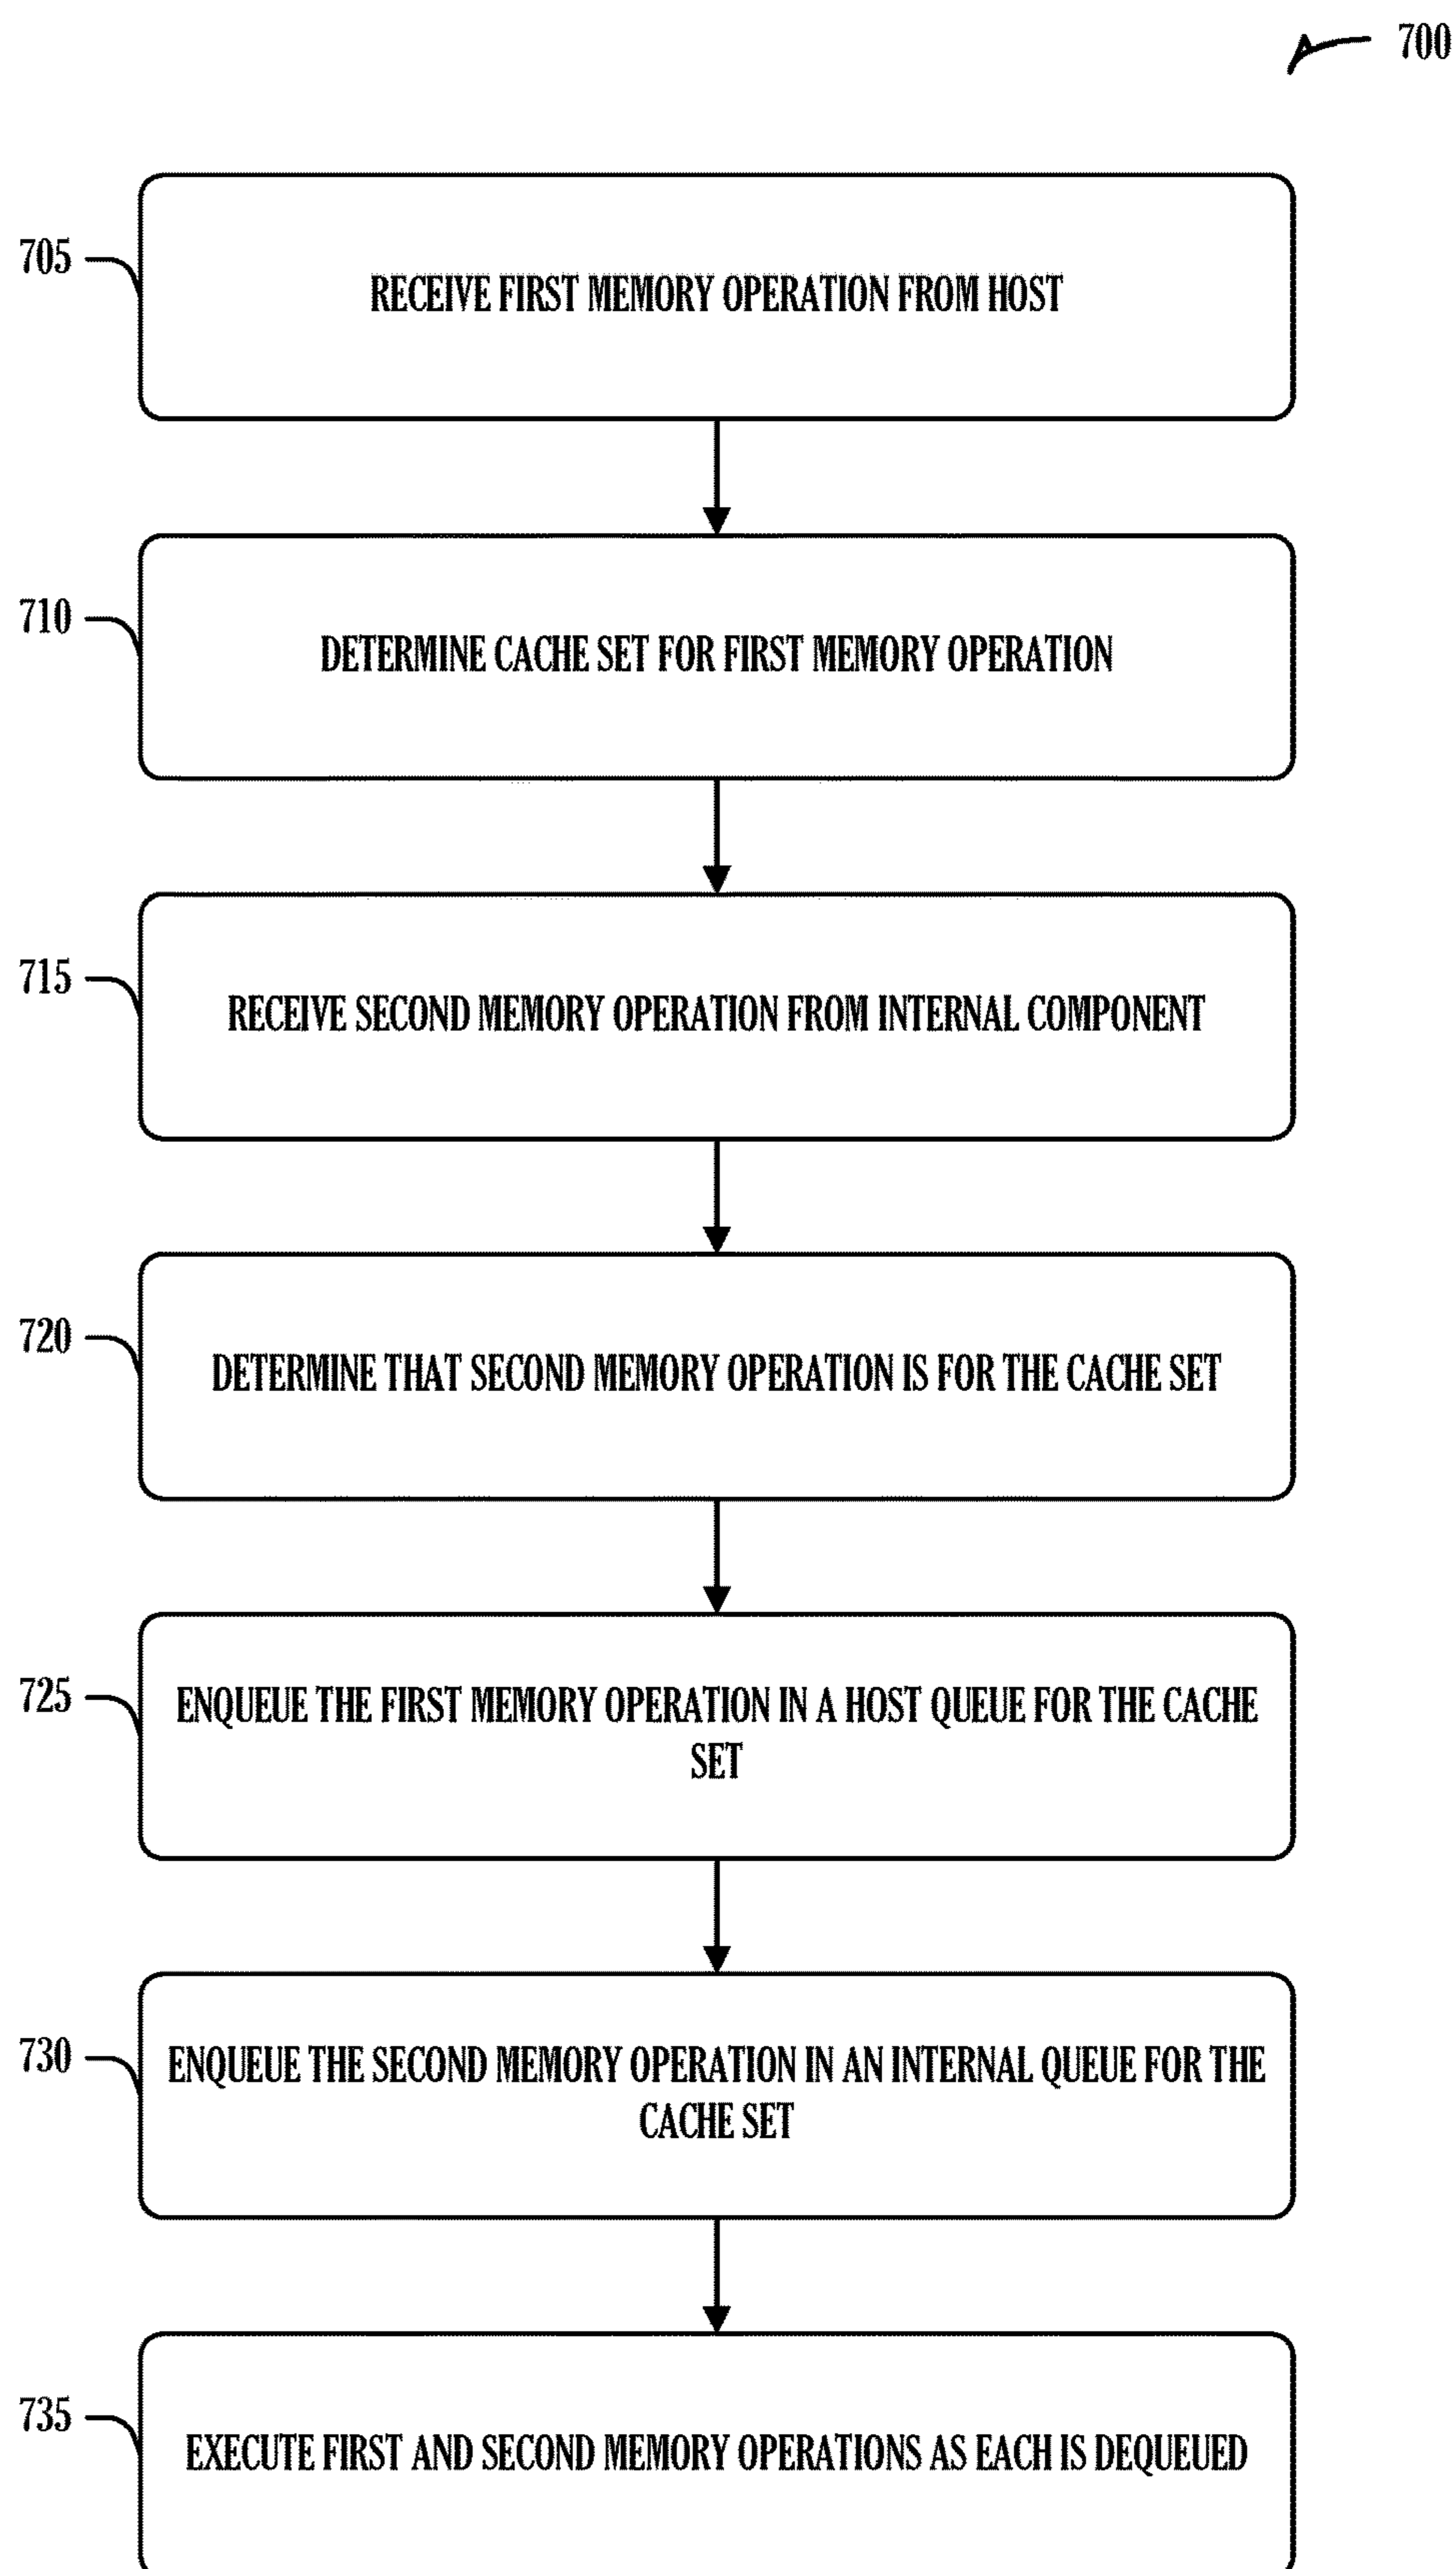 700
705
RECEIVE FIRST MEMORY OPERATION FROM HOST
710
DETERMINE CACHE SET FOR FIRST MEMORY OPERATION
715
RECEIVE SECOND MEMORY OPERATION FROM INTERNAL COMPONENT
720
DETERMINE THAT SECOND MEMORY OPERATION IS FOR THE CACHE SET
725
ENQUEUE THE FIRST MEMORY OPERATION IN A HOST QUEUE FOR THE CACHE
SET
730
ENQUEUE THE SECOND MEMORY OPERATION IN AN INTERNAL QUEUE FOR THE
CACHE SET
735
EXECUTE FIRST AND SECOND MEMORY OPERATIONS AS EACH IS DEQUEUED